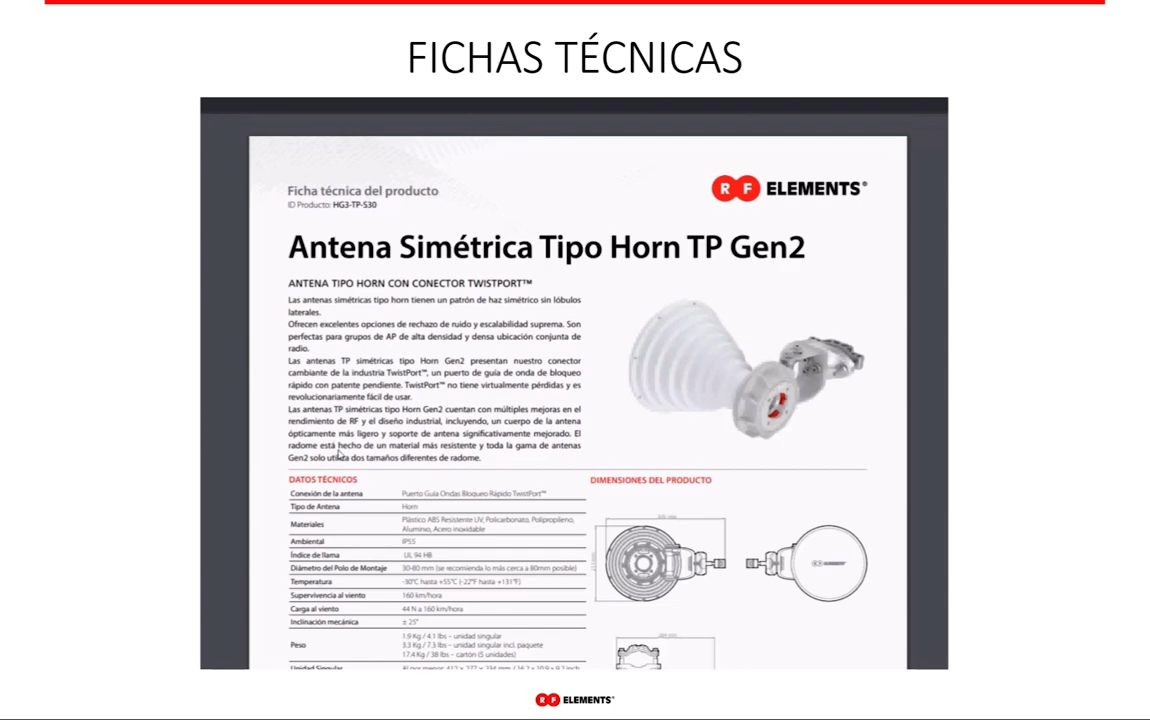 FICHAS TÉCNICAS
Ficha técnica del producto
ID Producto: HG3-TP-S30
RF ELEMENTS®
Antena Simétrica Tipo Horn TP Gen2
ANTENA TIPO HORN CON CONECTOR TWISTPORT™
Las antenas simétricas tipo horn tienen un patrón de haz simétrico sin lóbulos
laterales.
Ofrecen excelentes opciones de rechazo de ruido y escalabilidad suprema. Son
perfectas para grupos de AP de alta densidad y densa ubicación conjunta de
radio.
Las antenas TP simétricas tipo Horn Gen2 presentan nuestro conector
cambiante de la industria TwistPort™, un puerto de guía de onda de bloqueo
rápido con patente pendiente. TwistPort™ no tiene virtualmente pérdidas y es
revolucionariamente fácil de usar.
Las antenas TP simétricas tipo Horn Gen2 cuentan con múltiples mejoras en el
rendimiento de RF y el diseño industrial, incluyendo, un cuerpo de la antena
ópticamente más ligero y soporte de antena significativamente mejorado. El
radome está hecho de un material más resistente y toda la gama de antenas
Gen2 solo utiliza dos tamaños diferentes de radome.
DATOS TÉCNICOS
Conexión de la antena Puerto Guía Ondas Bloqueo Rápido TwistPort™
Tipo de Antena Horn
Materiales Plástico ABS Resistente UV, Policarbonato, Polipropileno,
Aluminio, Acero inoxidable
Ambiental IP55
Índice de llama UL 94 HB
Diámetro del Polo de Montaje 30-80 mm (se recomienda lo más cerca a 80mm posible)
Temperatura -30°C hasta +55°C (-22°F hasta +131°F)
Supervivencia al viento 160 km/hora
Carga al viento 44 N a 160 km/hora
Inclinación mecánica ± 25°
Peso 1.9 Kg / 4.1 lbs – unidad singular
3.3 Kg / 7.3 lbs – unidad singular incl. paquete
17.4 Kg / 38 lbs – cartón (5 unidades)
Unidad Singular
DIMENSIONES DEL PRODUCTO
RF ELEMENTS
RF ELEMENTS®